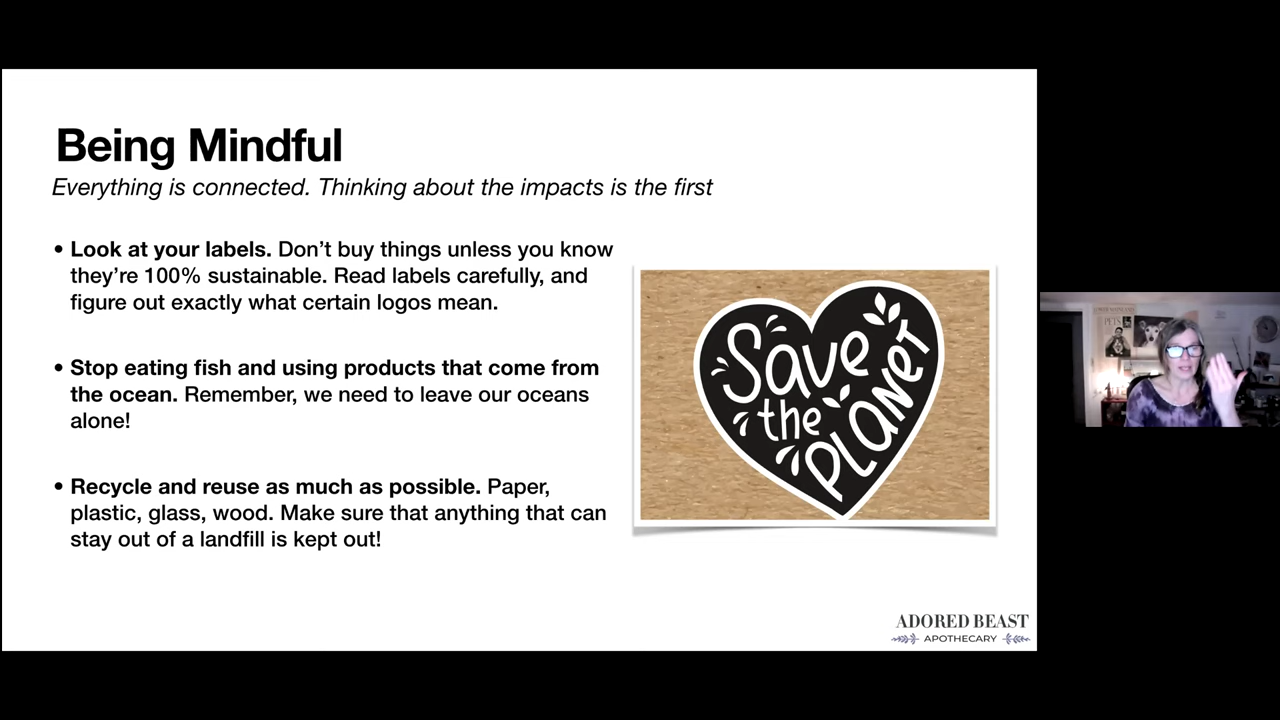 Being Mindful
Everything is connected. Thinking about the impacts is the first
• Look at your labels. Don’t buy things unless you know
they’re 100% sustainable. Read labels carefully, and
figure out exactly what certain logos mean.
• Stop eating fish and using products that come from
the ocean. Remember, we need to leave our oceans
alone!
• Recycle and reuse as much as possible. Paper,
plastic, glass, wood. Make sure that anything that can
stay out of a landfill is kept out!
Save
the
PLANET
ADORED BEAST
APOTHECARY
PETS